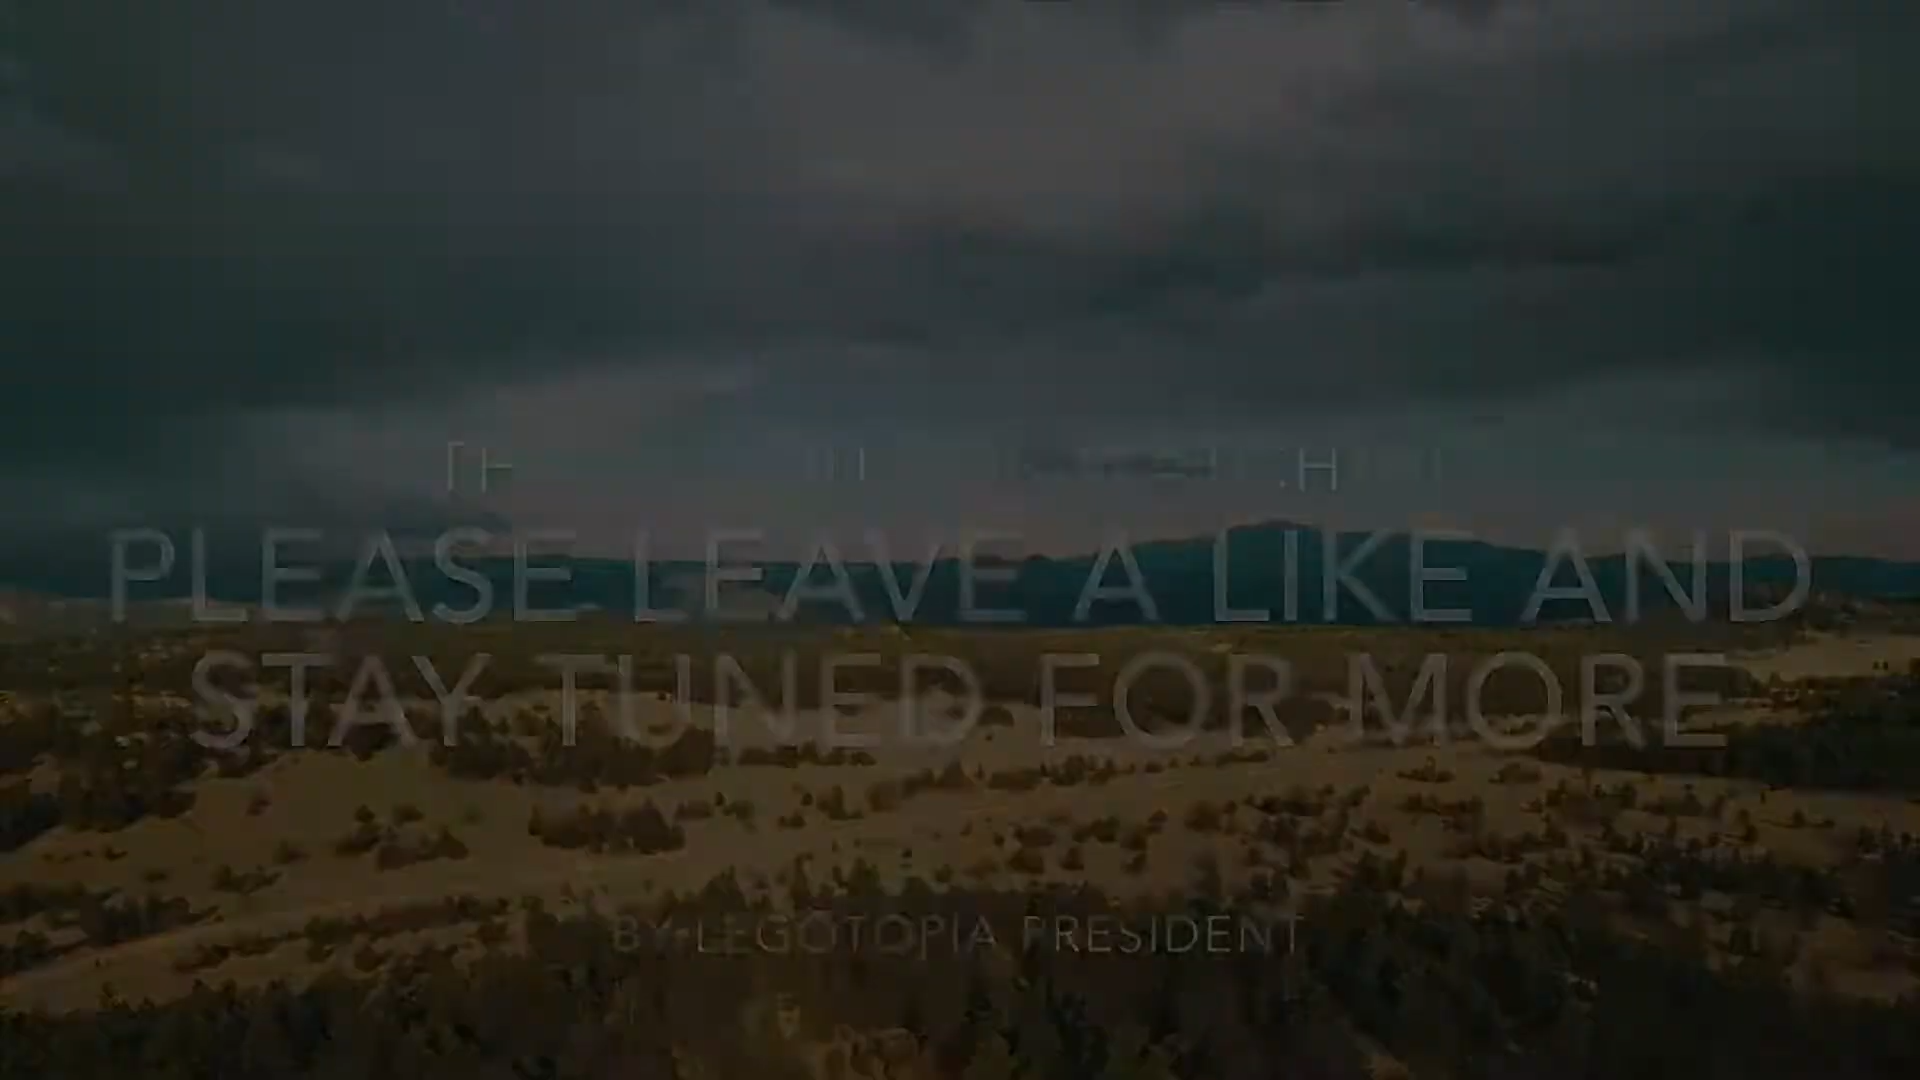 PLEASE LEAVE A LIKE AND
STAY TUNED FOR MORE
BY LEGOTOPIA PRESIDENT